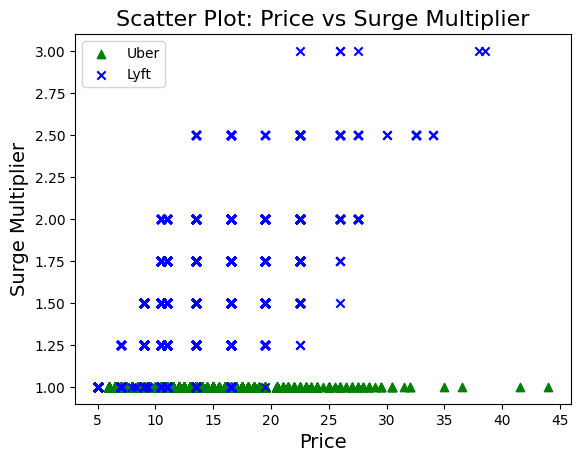 Scatter Plot: Price vs Surge Multiplier
Uber
Lyft
Surge Multiplier
3.00
2.75
2.50
2.25
2.00
1.75
1.50
1.25
1.00
5 10 15 20 25 30 35 40 45
Price